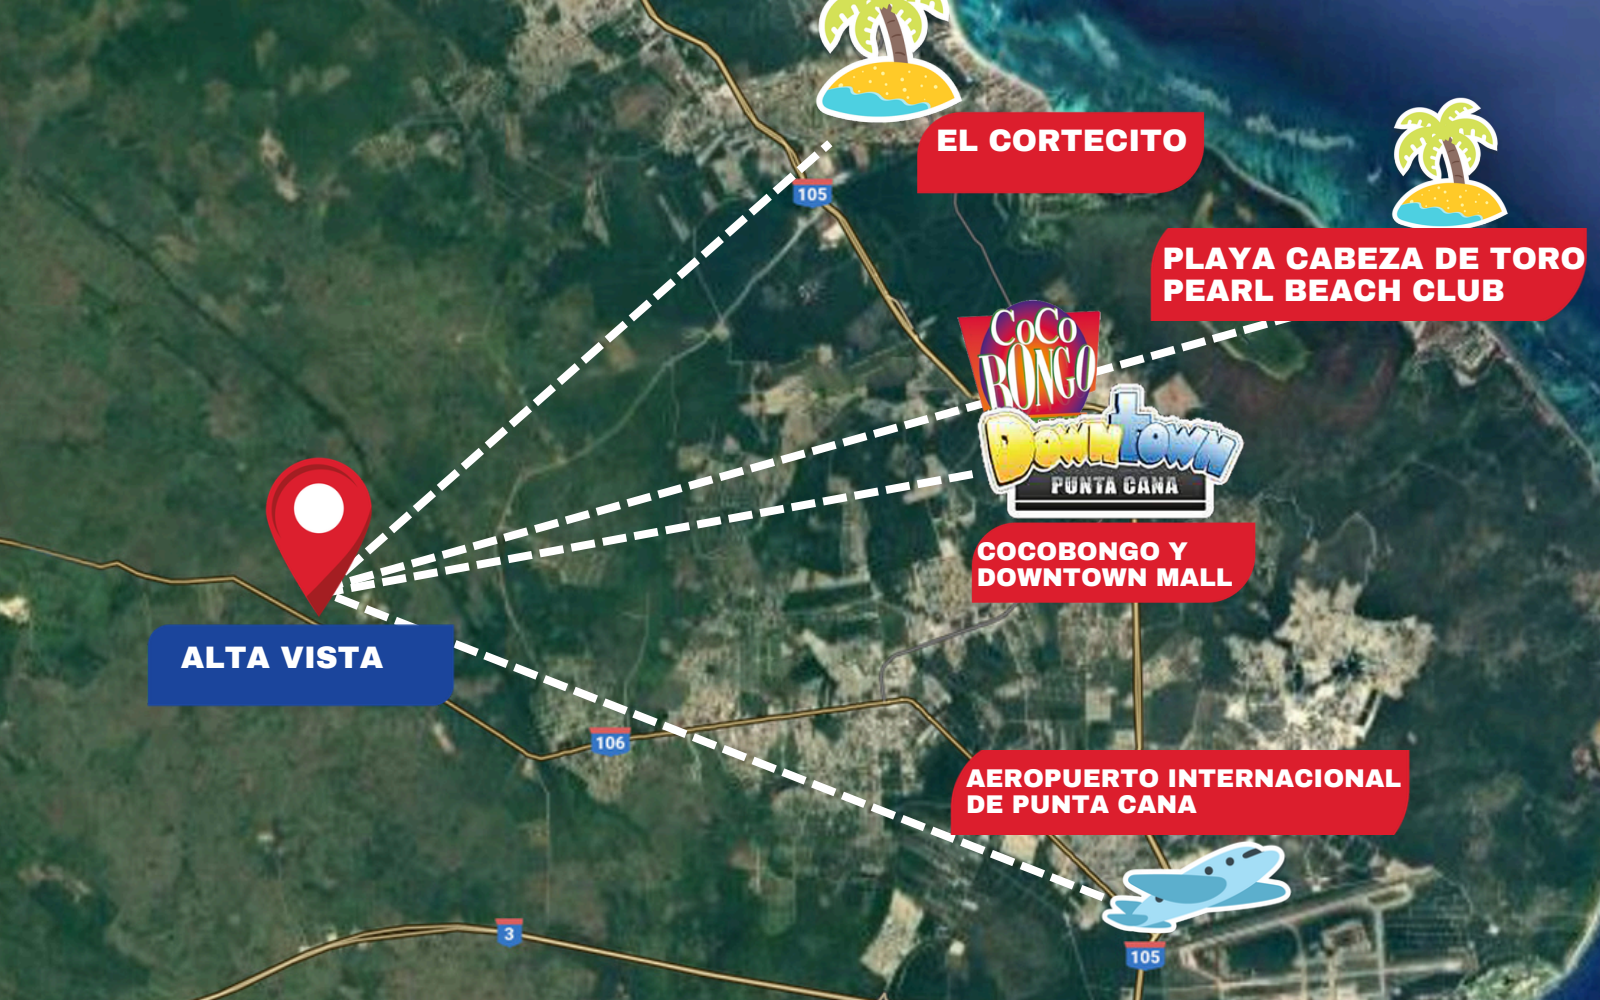 EL CORTECITO
105
PLAYA CABEZA DE TORO
PEARL BEACH CLUB
COCO
BONGO
DOWNTOWN
PUNTA CANA
COCOBONGO Y
DOWNTOWN MALL
ALTA VISTA
106
AEROPUERTO INTERNACIONAL
DE PUNTA CANA
3
105